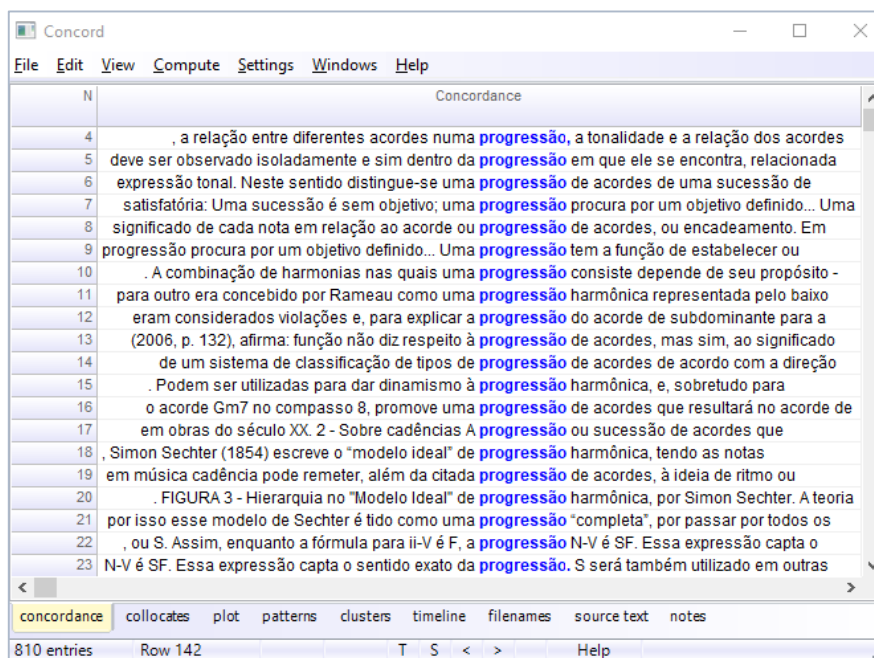 Concord
File Edit View Compute Settings Windows Help
N Concordance
4 , a relação entre diferentes acordes numa progressão, a tonalidade e a relação dos acordes
5 deve ser observado isoladamente e sim dentro da progressão em que ele se encontra, relacionada
6 expressão tonal. Neste sentido distingue-se uma progressão de acordes de uma sucessão de
7 satisfatória: Uma sucessão é sem objetivo; uma progressão procura por um objetivo definido... Uma
8 significado de cada nota em relação ao acorde ou progressão de acordes, ou encadeamento. Em
9 progressão procura por um objetivo definido... Uma progressão tem a função de estabelecer ou
10 . A combinação de harmonias nas quais uma progressão consiste depende de seu propósito -
11 para outro era concebido por Rameau como uma progressão harmônica representada pelo baixo
12 eram considerados violações e, para explicar a progressão do acorde de subdominante para a
13 (2006, p. 132), afirma: função não diz respeito à progressão de acordes, mas sim, ao significado
14 de um sistema de classificação de tipos de progressão de acordes de acordo com a direção
15 . Podem ser utilizadas para dar dinamismo à progressão harmônica, e, sobretudo para
16 o acorde Gm7 no compasso 8, promove uma progressão de acordes que resultará no acorde de
17 em obras do século XX. 2 - Sobre cadências A progressão ou sucessão de acordes que
18 , Simon Sechter (1854) escreve o “modelo ideal” de progressão harmônica, tendo as notas
19 em música cadência pode remeter, além da citada progressão de acordes, à ideia de ritmo ou
20 . FIGURA 3 - Hierarquia no "Modelo Ideal" de progressão harmônica, por Simon Sechter. A teoria
21 por isso esse modelo de Sechter é tido como uma progressão “completa”, por passar por todos os
22 , ou S. Assim, enquanto a fórmula para ii-V é F, a progressão N-V é SF. Essa expressão capta o
23 N-V é SF. Essa expressão capta o sentido exato da progressão. S será também utilizado em outras
concordance collocates plot patterns clusters timeline filenames source text notes
810 entries Row 142 T S < > Help